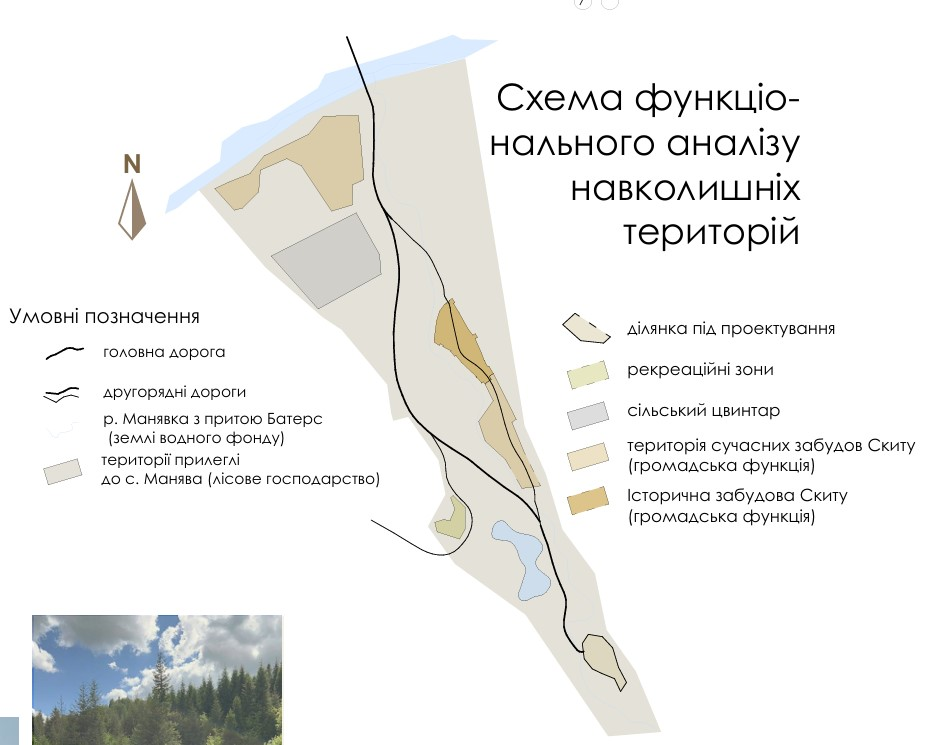 Схема функціо-
нального аналізу
навколишніх
територій
N
Умовні позначення
головна дорога
другорядні дороги
р. Манявка з притою Батерс
(землі водного фонду)
території прилеглі
до с. Манява (лісове господарство)
ділянка під проектування
рекреаційні зони
сільський цвинтар
територія сучасних забудов Скиту
(громадська функція)
Історична забудова Скиту
(громадська функція)